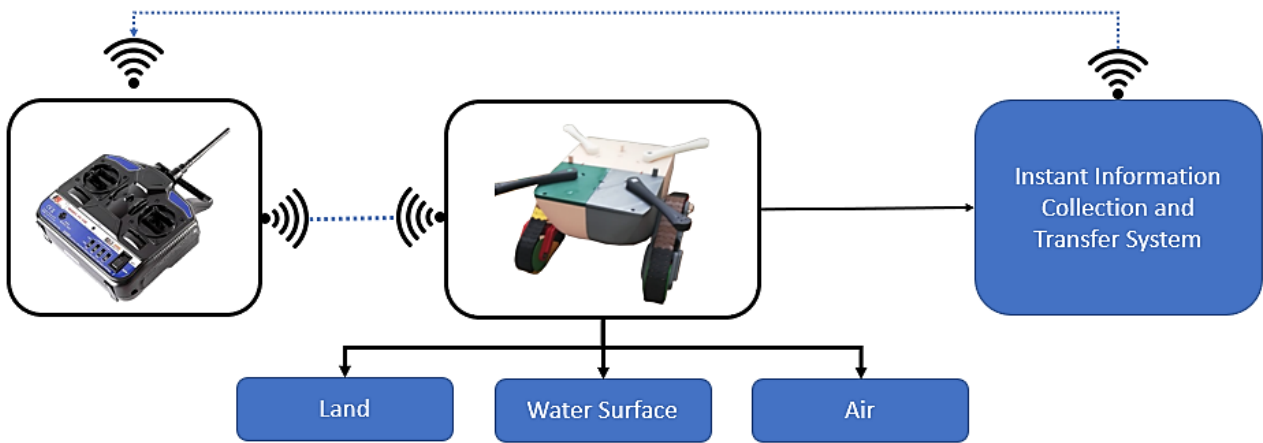 Instant Information
Collection and
Transfer System
Land
Water Surface
Air